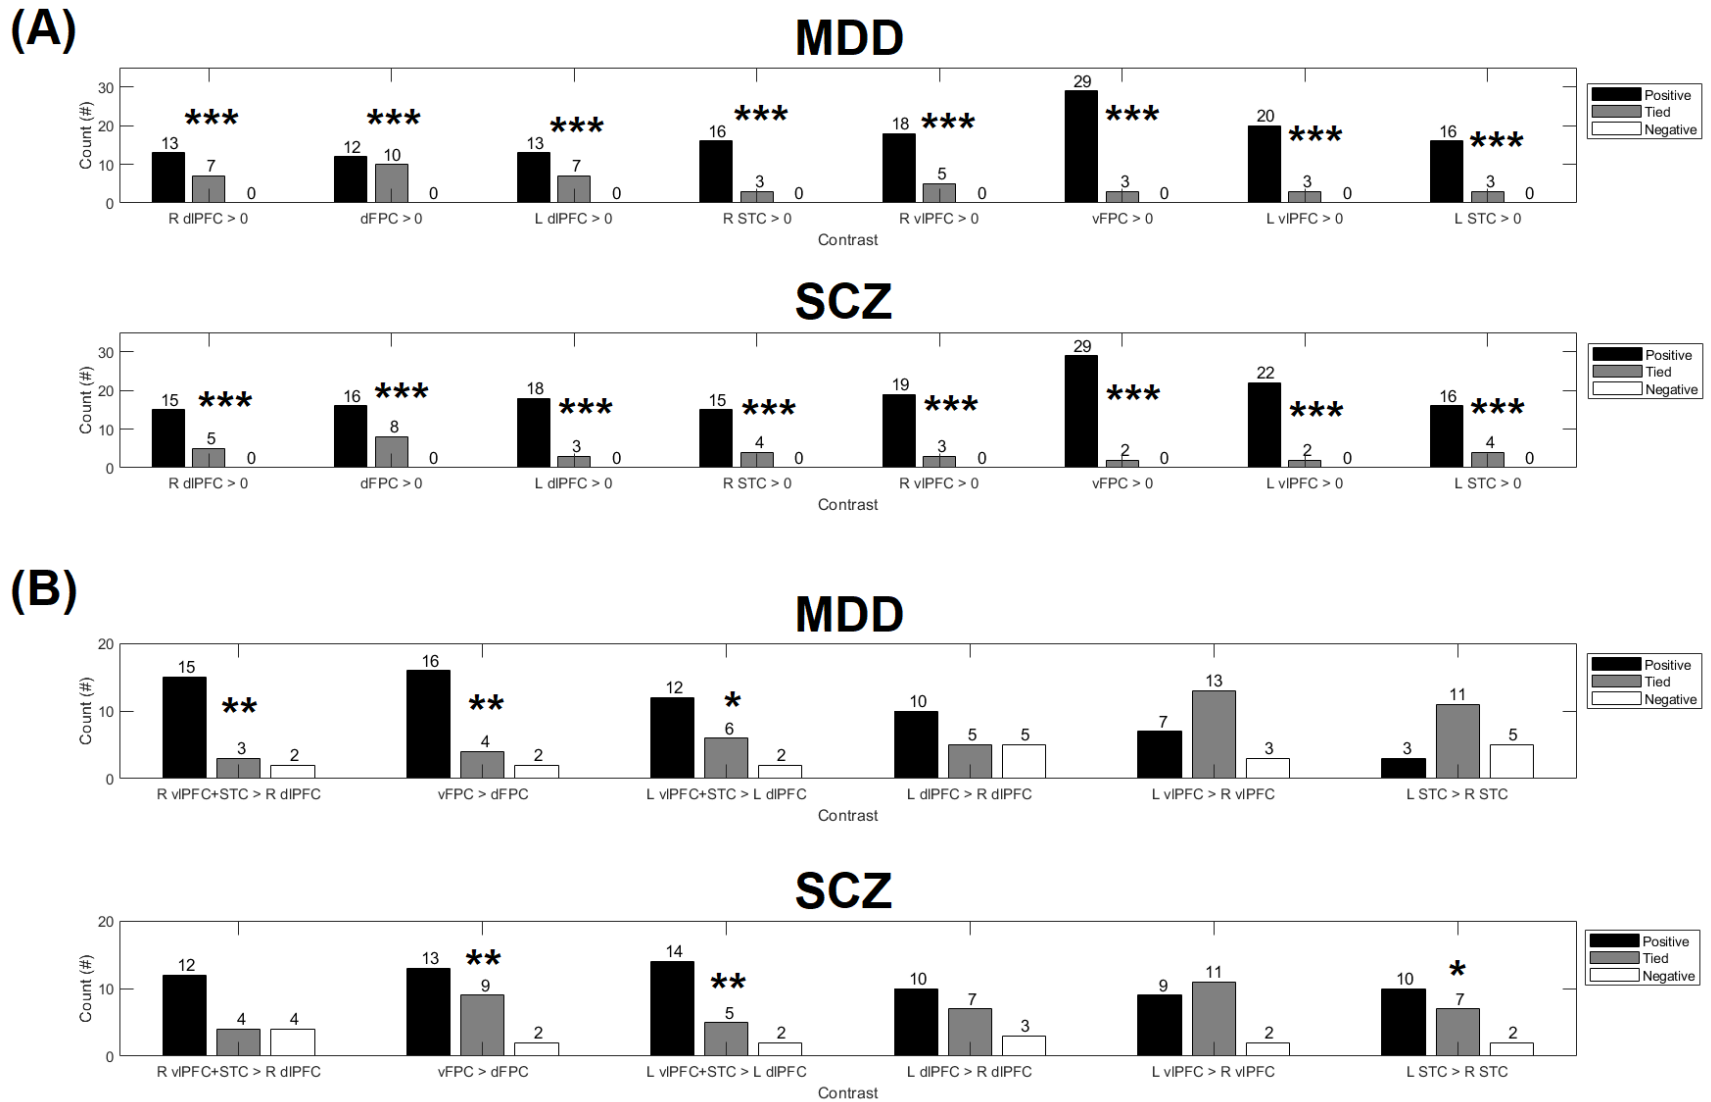 (A)
MDD
Count (#)
30
20
10
0
13 *** 7 0
12 *** 10 0
13 *** 7 0
16 *** 3 0
18 *** 5 0
29 *** 3 0
20 *** 3 0
16 *** 3 0
R dlPFC > 0 dFPC > 0 L dlPFC > 0 R STC > 0 R vlPFC > 0 vFPC > 0 L vlPFC > 0 L STC > 0
Contrast
Positive
Tied
Negative
SCZ
Count (#)
30
20
10
0
15 *** 5 0
16 *** 8 0
18 *** 3 0
15 *** 4 0
19 *** 3 0
29 *** 2 0
22 *** 2 0
16 *** 4 0
R dlPFC > 0 dFPC > 0 L dlPFC > 0 R STC > 0 R vlPFC > 0 vFPC > 0 L vlPFC > 0 L STC > 0
Contrast
Positive
Tied
Negative
(B)
MDD
Count (#)
20
10
0
15 ** 3 2
16 ** 4 2
12 * 6 2
10 5 5
7 13 3
3 11 5
R vlPFC+STC > R dlPFC vFPC > dFPC L vlPFC+STC > L dlPFC L dlPFC > R dlPFC L vlPFC > R vlPFC L STC > R STC
Contrast
Positive
Tied
Negative
SCZ
Count (#)
20
10
0
12 4 4
13 ** 9 2
14 ** 5 2
10 7 3
9 11 2
10 * 7 2
R vlPFC+STC > R dlPFC vFPC > dFPC L vlPFC+STC > L dlPFC L dlPFC > R dlPFC L vlPFC > R vlPFC L STC > R STC
Contrast
Positive
Tied
Negative